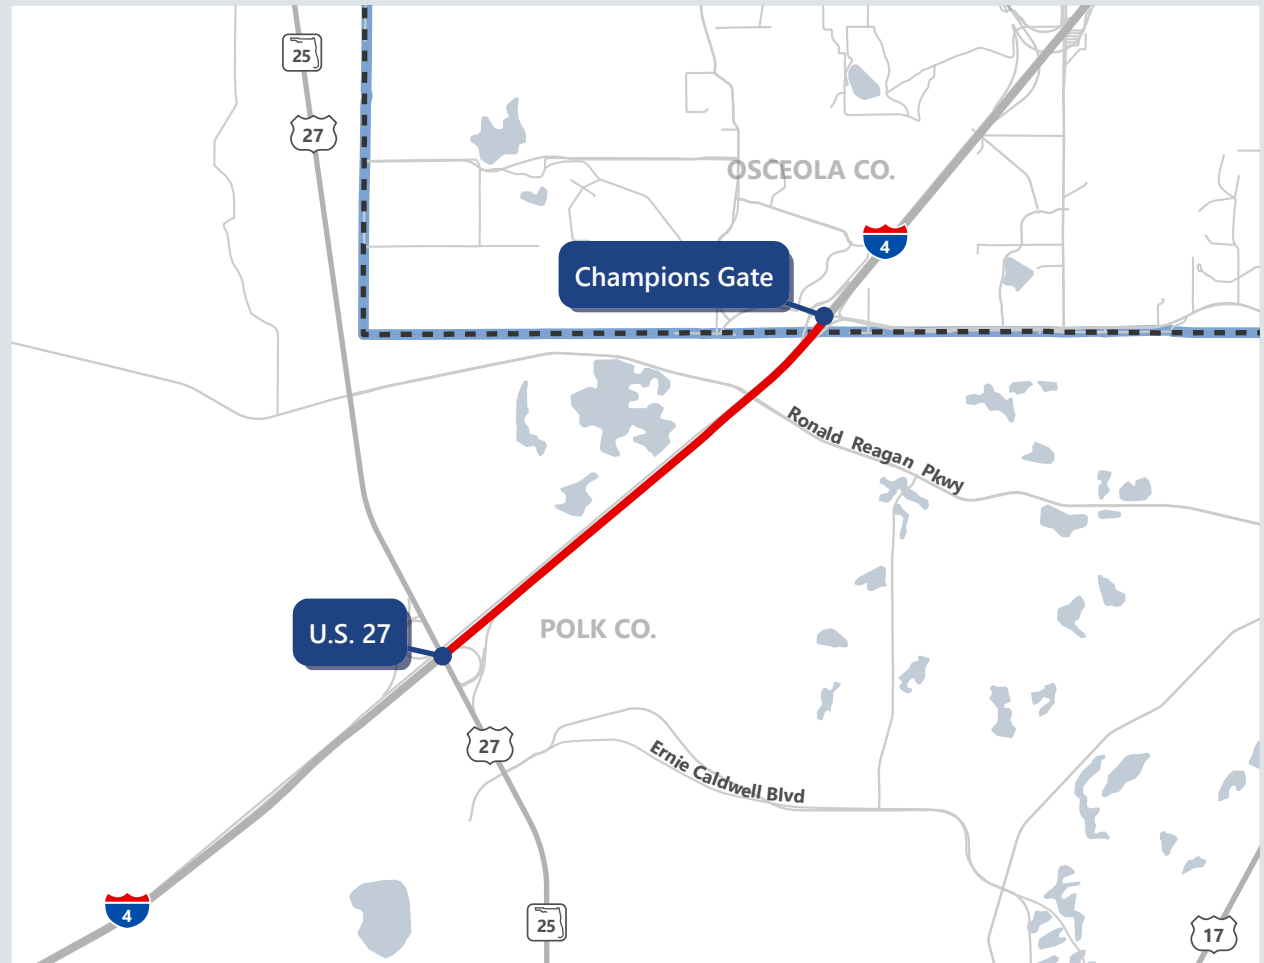 25
27
OSCEOLA CO.
4
Champions Gate
Ronald Reagan Pkwy
U.S. 27
POLK CO.
27
Ernie Caldwell Blvd
4
25
17